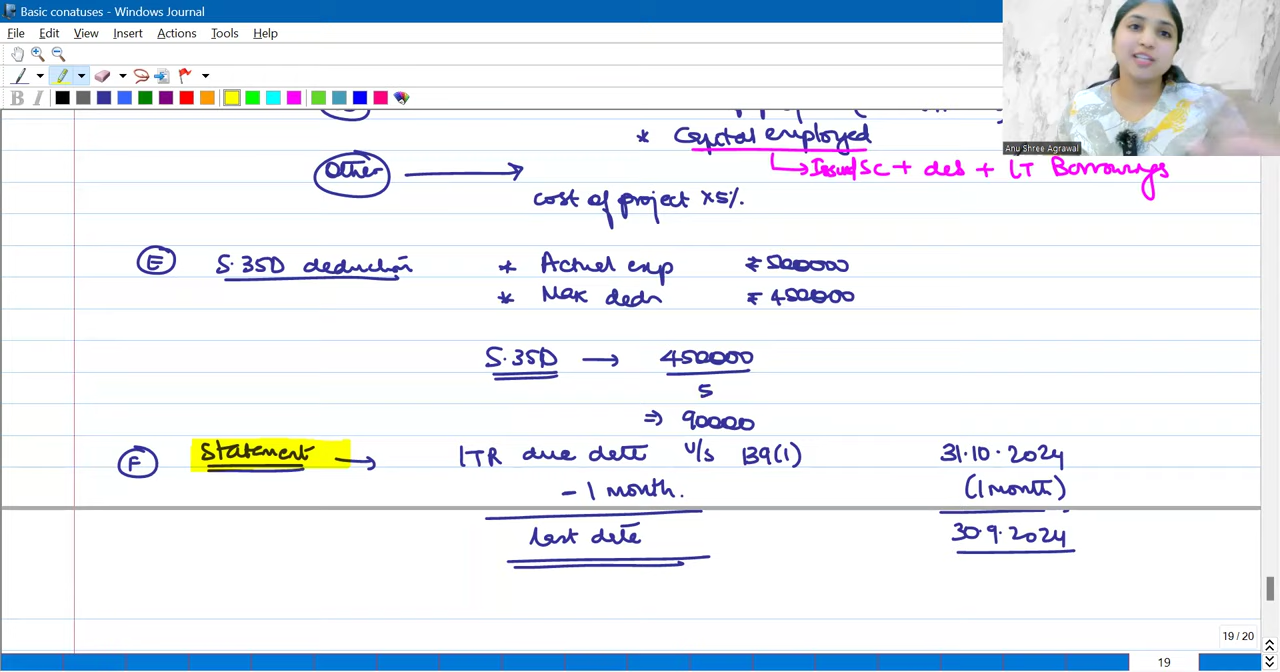 Basic conatuses - Windows Journal
File Edit View Insert Actions Tools Help
B I
Anu Shree Agrawal
* Capital employed
↳ Issued SC + deb + LT Borrowings
Other →
cost of project x5%.
E S.35D deduction * Actual exp ₹500000
* Max dedn ₹450000
S.35D → 450000
5
⇒ 90000
F Statement → ITR due date u/s 139(1) 31.10.2024
- 1 month. (1 month)
last date 30.9.2024
19 / 20
19